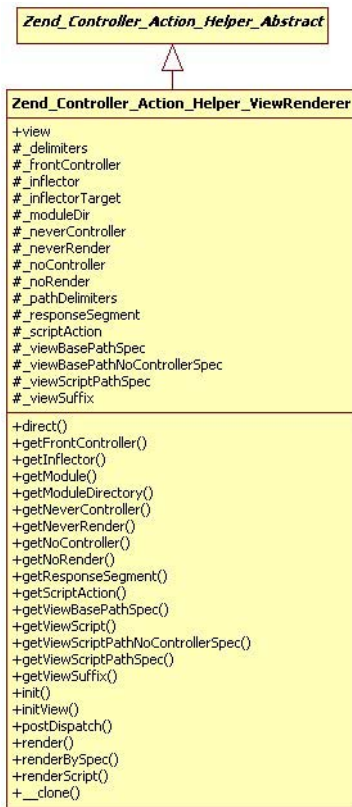 Zend_Controller_Action_Helper_Abstract
Zend_Controller_Action_Helper_ViewRenderer
+view
#_delimiters
#_frontController
#_inflector
#_inflectorTarget
#_moduleDir
#_neverController
#_neverRender
#_noController
#_noRender
#_pathDelimiters
#_responseSegment
#_scriptAction
#_viewBasePathSpec
#_viewBasePathNoControllerSpec
#_viewScriptPathSpec
#_viewSuffix
+direct()
+getFrontController()
+getInflector()
+getModule()
+getModuleDirectory()
+getNeverController()
+getNeverRender()
+getNoController()
+getNoRender()
+getResponseSegment()
+getScriptAction()
+getViewBasePathSpec()
+getViewScript()
+getViewScriptPathNoControllerSpec()
+getViewScriptPathSpec()
+getViewSuffix()
+init()
+initView()
+postDispatch()
+render()
+renderBySpec()
+renderScript()
+__clone()